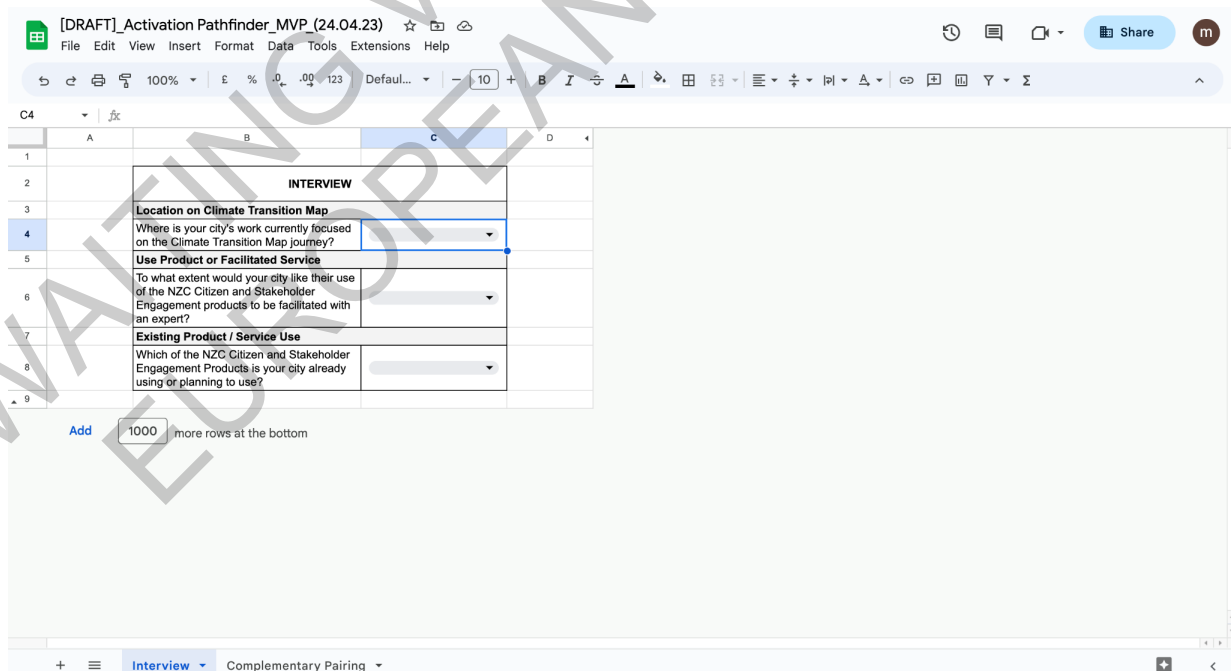 [DRAFT]_Activation Pathfinder_MVP_(24.04.23)
File Edit View Insert Format Data Tools Extensions Help
Share
m
100% £ % .0 .00 123 Defaul... − 10 + B I S A Σ
C4 fx
A B C D
1
2 INTERVIEW
3 Location on Climate Transition Map
4 Where is your city's work currently focused
on the Climate Transition Map journey?
5 Use Product or Facilitated Service
To what extent would your city like their use
of the NZC Citizen and Stakeholder
6 Engagement products to be facilitated with
an expert?
7 Existing Product / Service Use
Which of the NZC Citizen and Stakeholder
8 Engagement Products is your city already
using or planning to use?
9
Add 1000 more rows at the bottom
+ Interview Complementary Pairing
WAITING
EUROPEAN